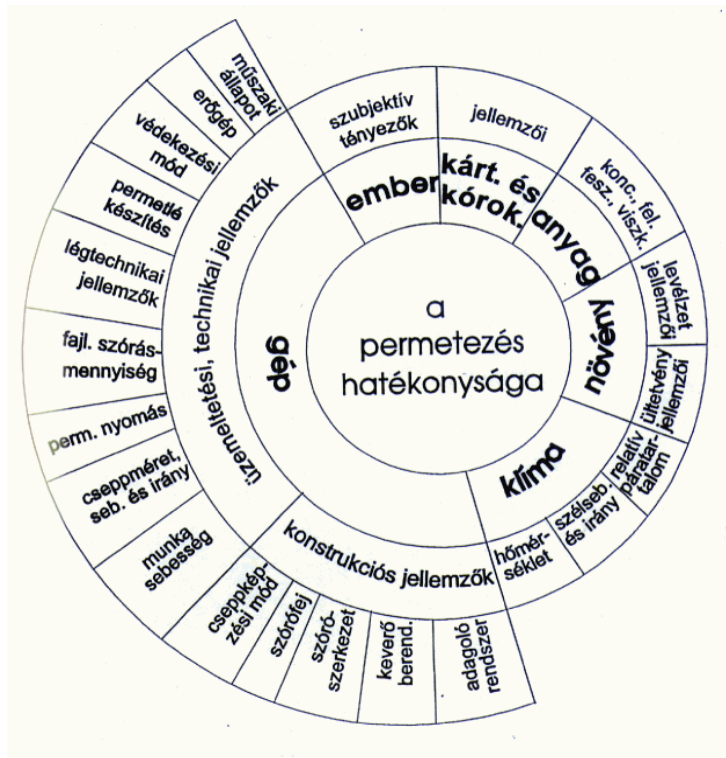 a
permetezés
hatékonysága
ember
szubjektív
tényezők
kárt. és
kórok.
jellemzői
anyag
konc., fel.
fesz., viszk.
növény
levélzet
jellemzői
ültetvény
jellemzői
klíma
relatív
páratar-
talom
szélseb.
és irány
hőmér-
séklet
gép
konstrukciós jellemzők
adagoló
rendszer
keverő
berend.
szóró-
szerkezet
szórófej
cseppkép-
zési mód
üzemeltetési, technikai jellemzők
munka
sebesség
cseppméret,
seb. és irány
perm. nyomás
fajl. szórás-
mennyiség
légtechnikai
jellemzők
permetlé
készítés
védekezési
mód
erőgép
műszaki
állapot